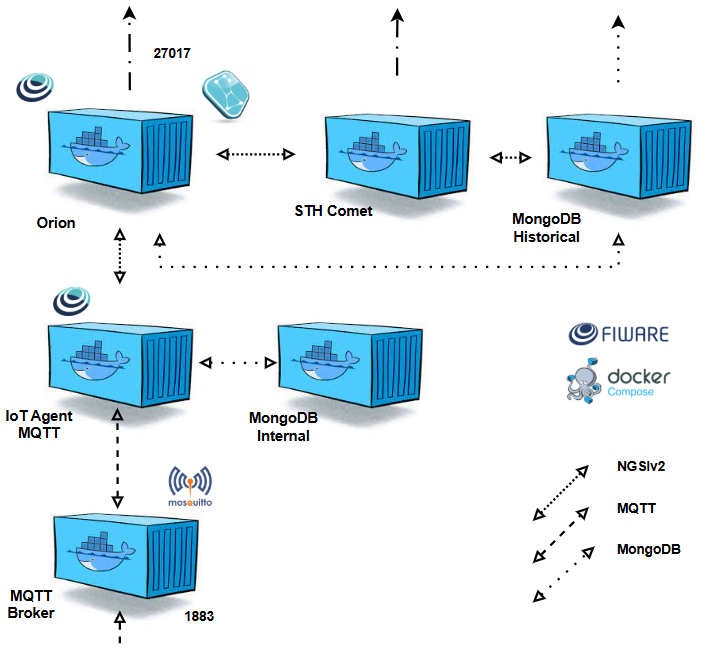 27017
Orion
STH Comet
MongoDB
Historical
IoT Agent
MQTT
MongoDB
Internal
FIWARE
docker
Compose
mosquitto
NGSIv2
MQTT
MongoDB
MQTT
Broker
1883